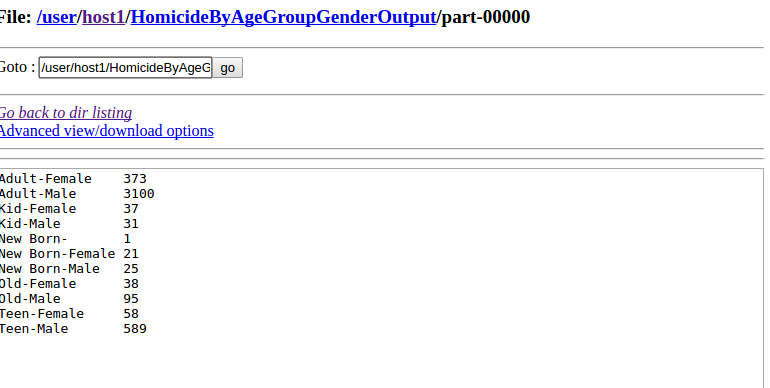 File: /user/host1/HomicideByAgeGroupGenderOutput/part-00000
Goto : /user/host1/HomicideByAgeG go
Go back to dir listing
Advanced view/download options
Adult-Female 373
Adult-Male 3100
Kid-Female 37
Kid-Male 31
New Born- 1
New Born-Female 21
New Born-Male 25
Old-Female 38
Old-Male 95
Teen-Female 58
Teen-Male 589